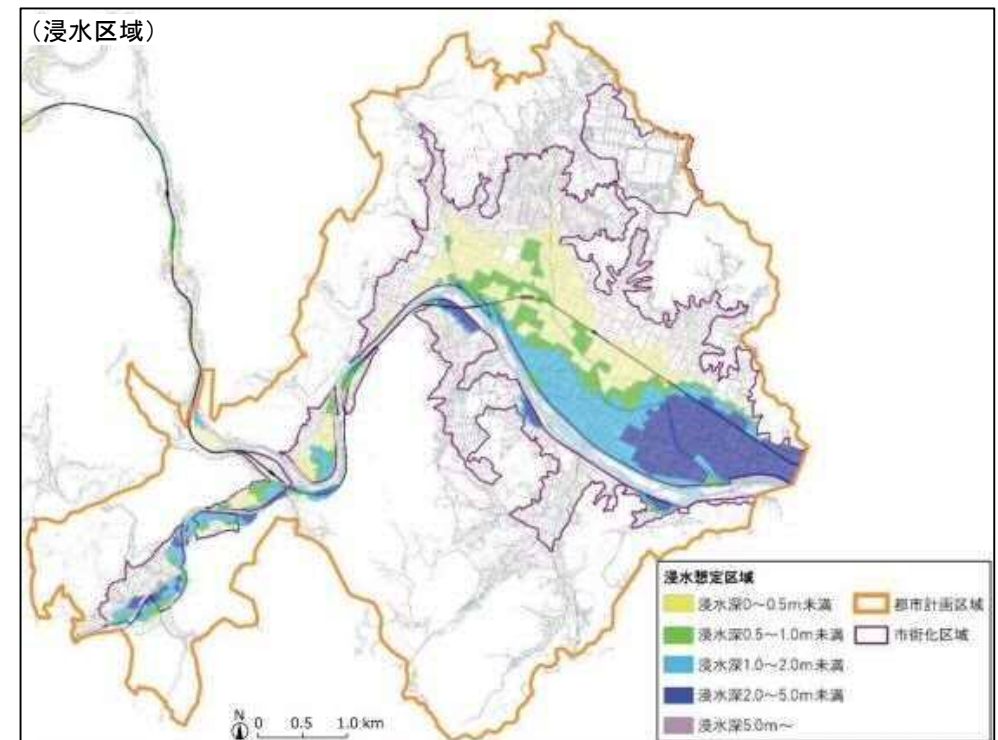 (浸水区域)
浸水想定区域
浸水深0~0.5m未満
都市計画区域
浸水深0.5~1.0m未満
市街化区域
浸水深1.0~2.0m未満
浸水深2.0~5.0m未満
浸水深5.0m~
N
0 0.5 1.0 km